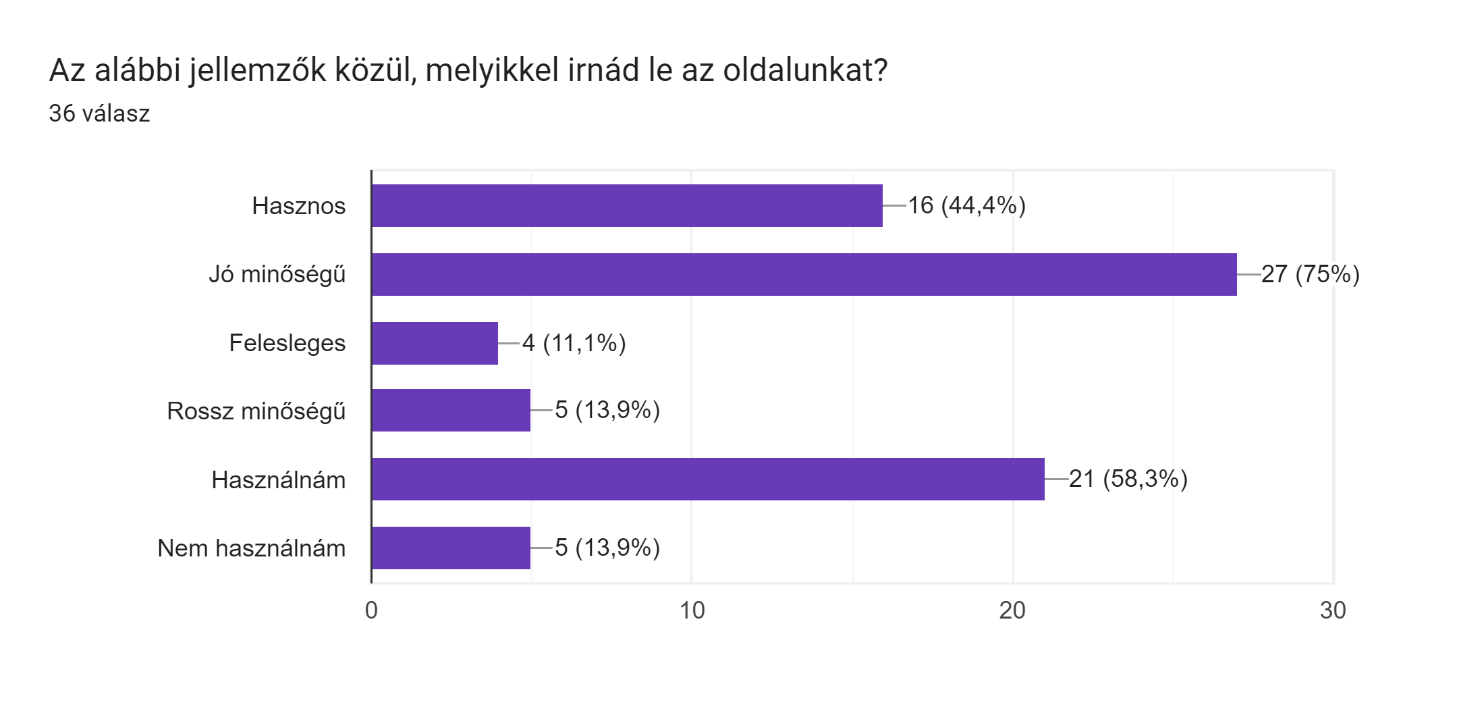 Az alábbi jellemzők közül, melyikkel irnád le az oldalunkat?
36 válasz
Hasznos 16 (44,4%)
Jó minőségű 27 (75%)
Felesleges 4 (11,1%)
Rossz minőségű 5 (13,9%)
Használnám 21 (58,3%)
Nem használnám 5 (13,9%)
0 10 20 30